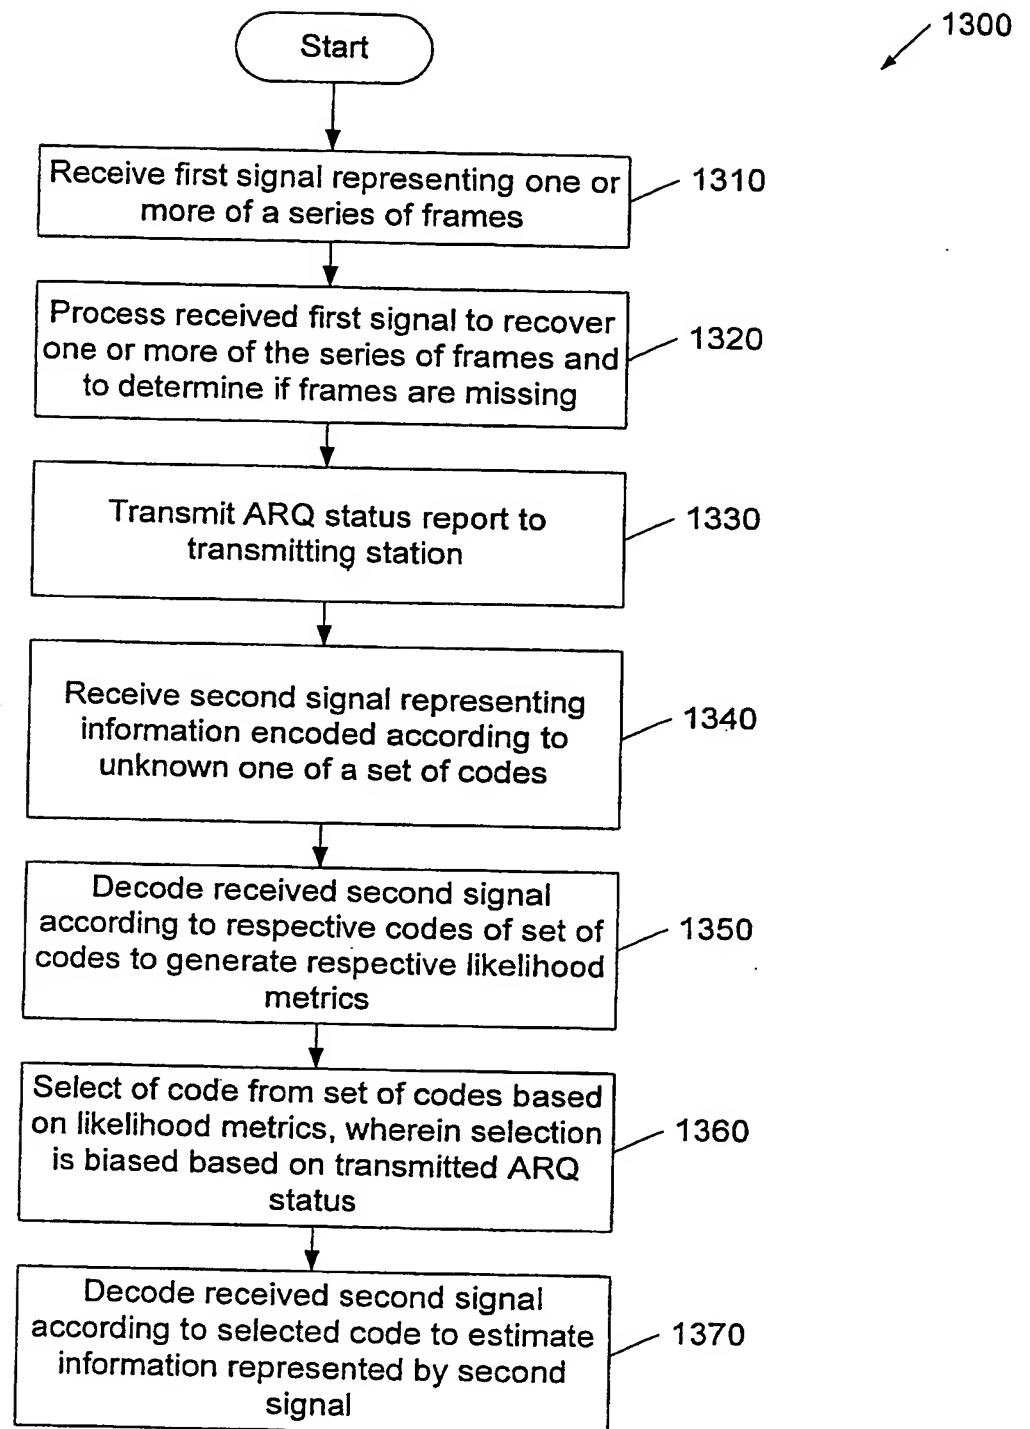 Start
1300
Receive first signal representing one or
more of a series of frames
1310
Process received first signal to recover
one or more of the series of frames and
to determine if frames are missing
1320
Transmit ARQ status report to
transmitting station
1330
Receive second signal representing
information encoded according to
unknown one of a set of codes
1340
Decode received second signal
according to respective codes of set of
codes to generate respective likelihood
metrics
1350
Select of code from set of codes based
on likelihood metrics, wherein selection
is biased based on transmitted ARQ
status
1360
Decode received second signal
according to selected code to estimate
information represented by second
signal
1370